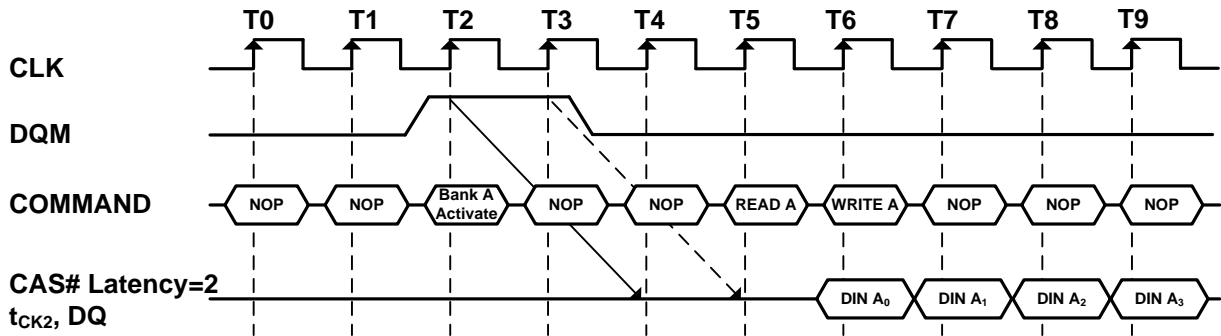 T0 T1 T2 T3 T4 T5 T6 T7 T8 T9
CLK
DQM
COMMAND
NOP NOP Bank A Activate NOP NOP READ A WRITE A NOP NOP NOP
CAS# Latency=2
tCK2, DQ
DIN A0 DIN A1 DIN A2 DIN A3